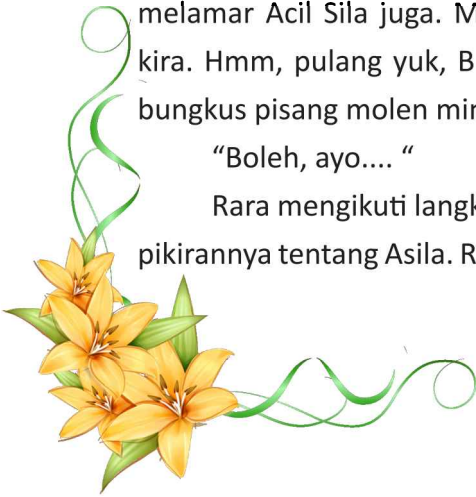 melamar Acil Sila juga. M
kira. Hmm, pulang yuk, B
bungkus pisang molen min
“Boleh, ayo.... “
Rara mengikuti langk
pikirannya tentang Asila. R